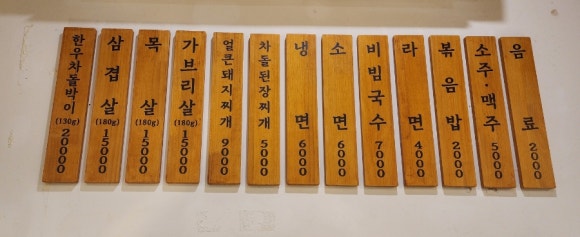 한우차돌박이 (130g) 20000
삼겹살 (180g) 15000
목살 (180g) 15000
가브리살 (180g) 15000
얼큰돼지찌개 9000
차돌된장찌개 5000
냉면 6000
소면 6000
비빔국수 7000
라면 4000
볶음밥 2000
소주·맥주 5000
음료 2000